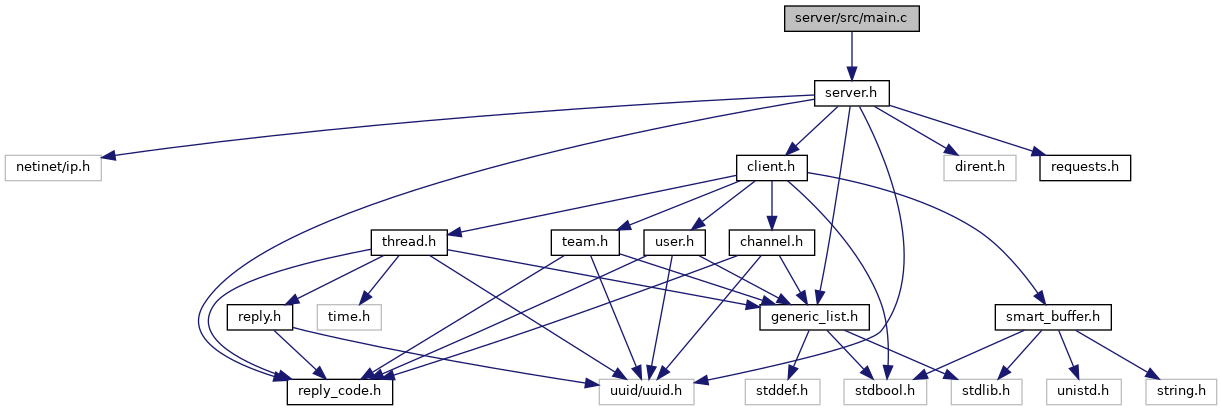 server/src/main.c
server.h
netinet/ip.h
client.h
dirent.h
requests.h
thread.h
team.h
user.h
channel.h
reply.h
time.h
generic_list.h
smart_buffer.h
reply_code.h
uuid/uuid.h
stddef.h
stdbool.h
stdlib.h
unistd.h
string.h